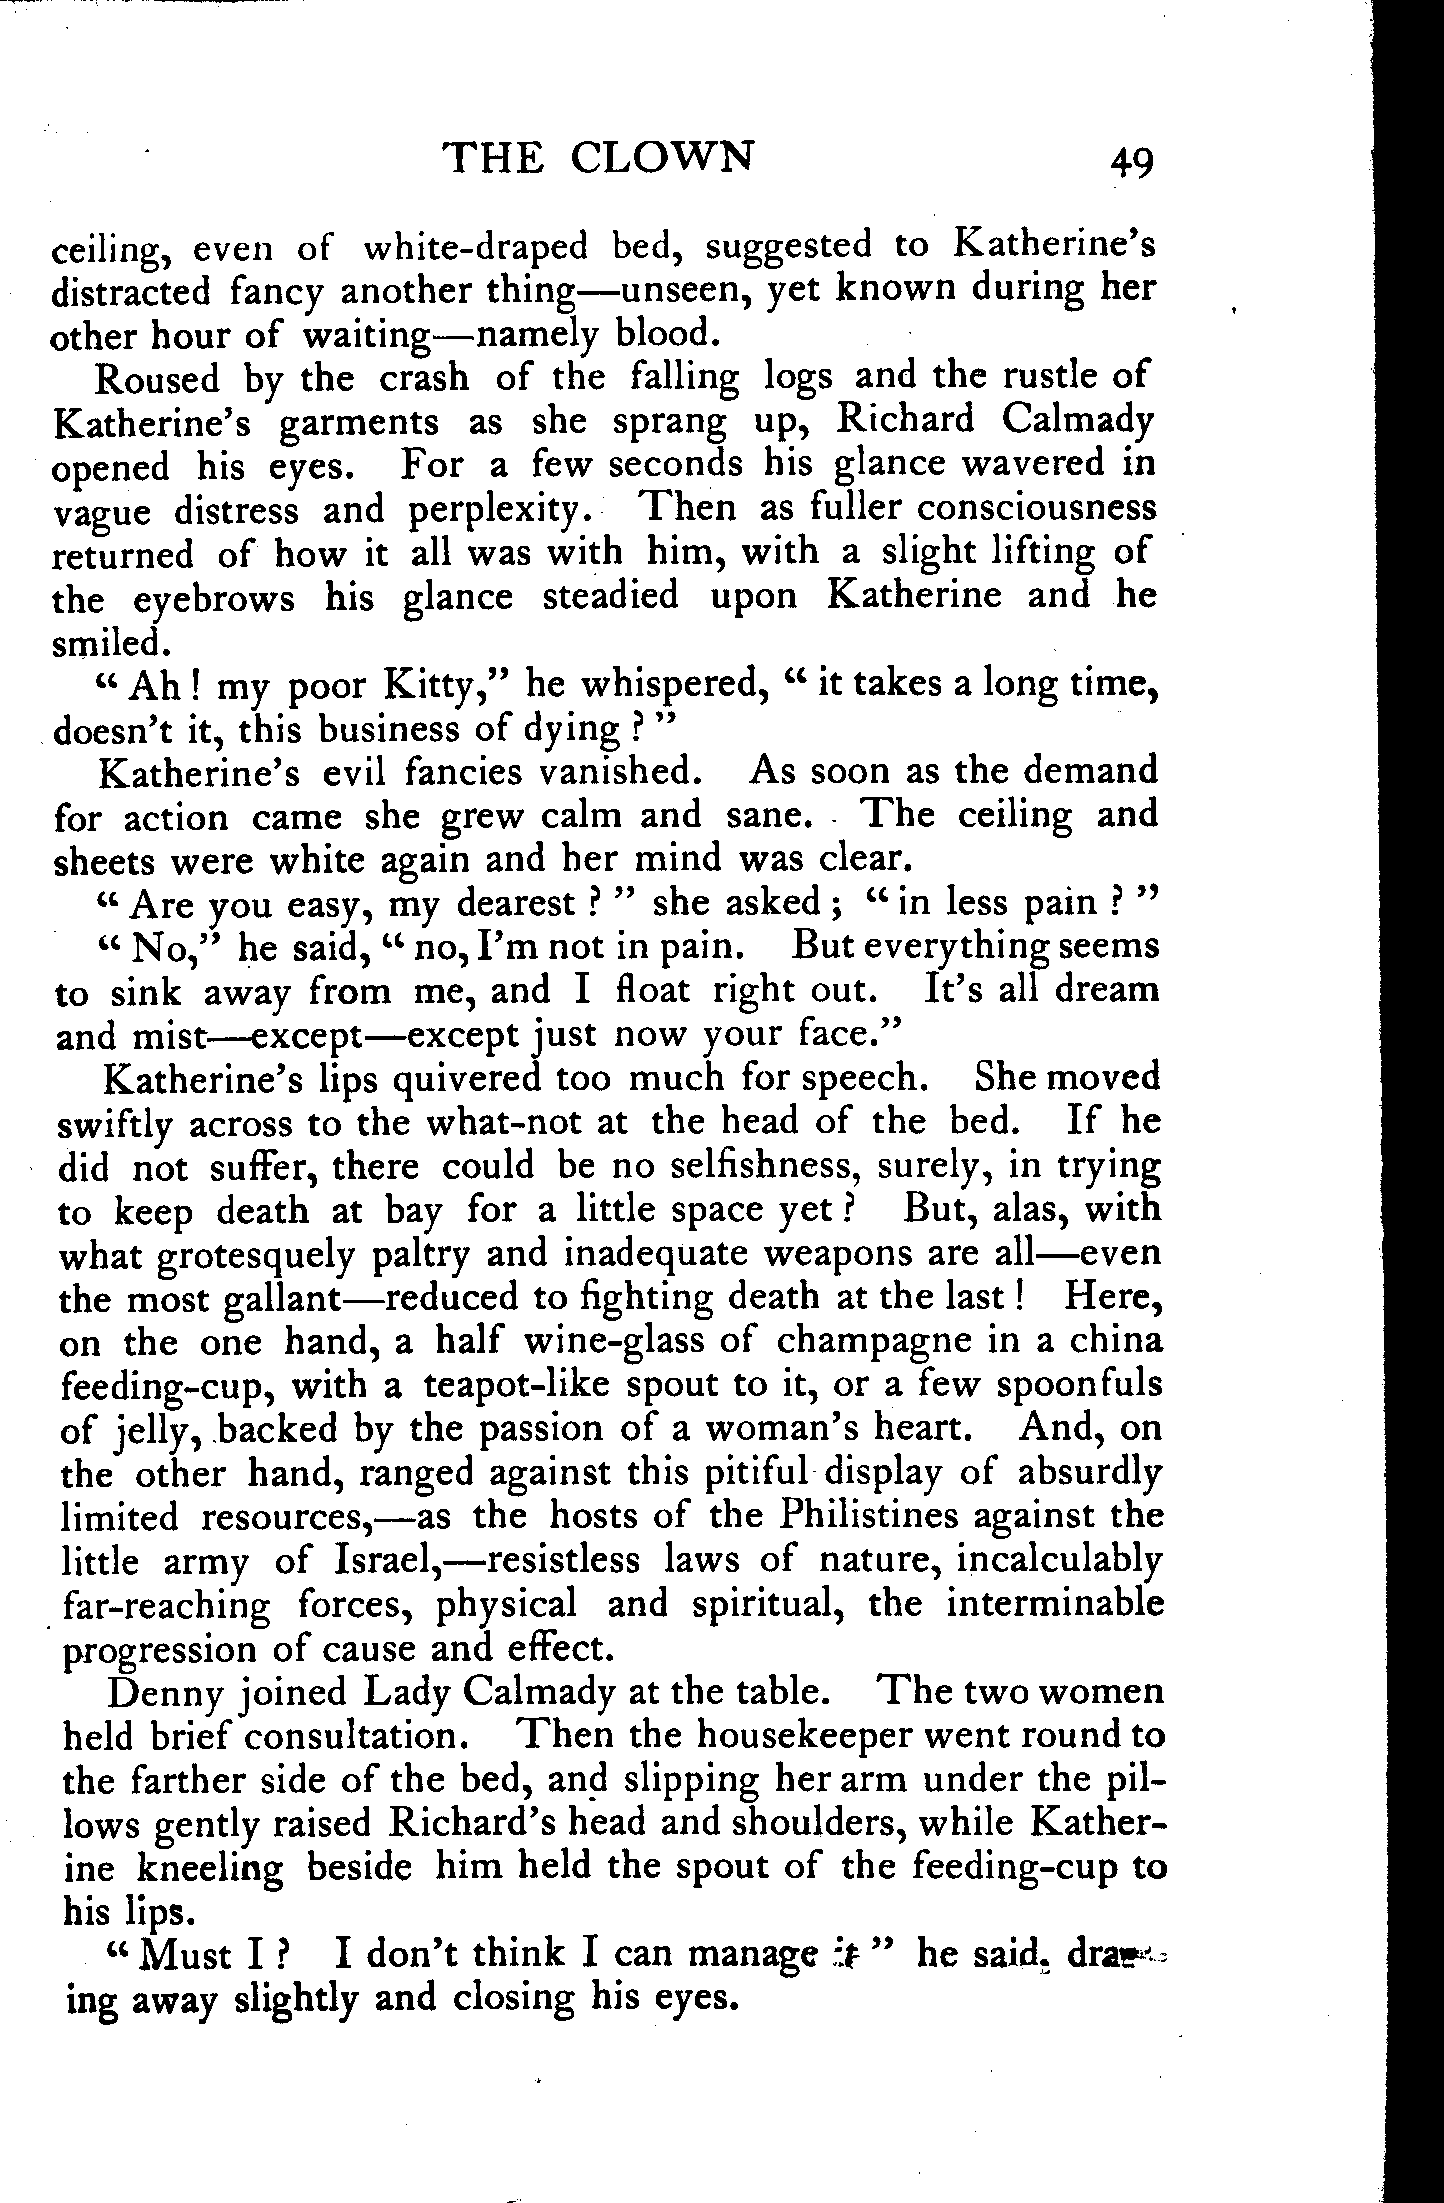 THE CLOWN 49
ceiling, even of white-draped bed, suggested to Katherine's
distracted fancy another thing—unseen, yet known during her
other hour of waiting—namely blood.
Roused by the crash of the falling logs and the rustle of
Katherine's garments as she sprang up, Richard Calmady
opened his eyes. For a few seconds his glance wavered in
vague distress and perplexity. Then as fuller consciousness
returned of how it all was with him, with a slight lifting of
the eyebrows his glance steadied upon Katherine and he
smiled.
“ Ah ! my poor Kitty,” he whispered, “ it takes a long time,
doesn't it, this business of dying ? ”
Katherine's evil fancies vanished. As soon as the demand
for action came she grew calm and sane. The ceiling and
sheets were white again and her mind was clear.
“ Are you easy, my dearest ? ” she asked ; “ in less pain ? ”
“ No,” he said, “ no, I'm not in pain. But everything seems
to sink away from me, and I float right out. It's all dream
and mist—except—except just now your face.”
Katherine's lips quivered too much for speech. She moved
swiftly across to the what-not at the head of the bed. If he
did not suffer, there could be no selfishness, surely, in trying
to keep death at bay for a little space yet ? But, alas, with
what grotesquely paltry and inadequate weapons are all—even
the most gallant—reduced to fighting death at the last ! Here,
on the one hand, a half wine-glass of champagne in a china
feeding-cup, with a teapot-like spout to it, or a few spoonfuls
of jelly, backed by the passion of a woman's heart. And, on
the other hand, ranged against this pitiful display of absurdly
limited resources,—as the hosts of the Philistines against the
little army of Israel,—resistless laws of nature, incalculably
far-reaching forces, physical and spiritual, the interminable
progression of cause and effect.
Denny joined Lady Calmady at the table. The two women
held brief consultation. Then the housekeeper went round to
the farther side of the bed, and slipping her arm under the pil-
lows gently raised Richard's head and shoulders, while Kather-
ine kneeling beside him held the spout of the feeding-cup to
his lips.
“ Must I ? I don't think I can manage it ” he said, draw-
ing away slightly and closing his eyes.